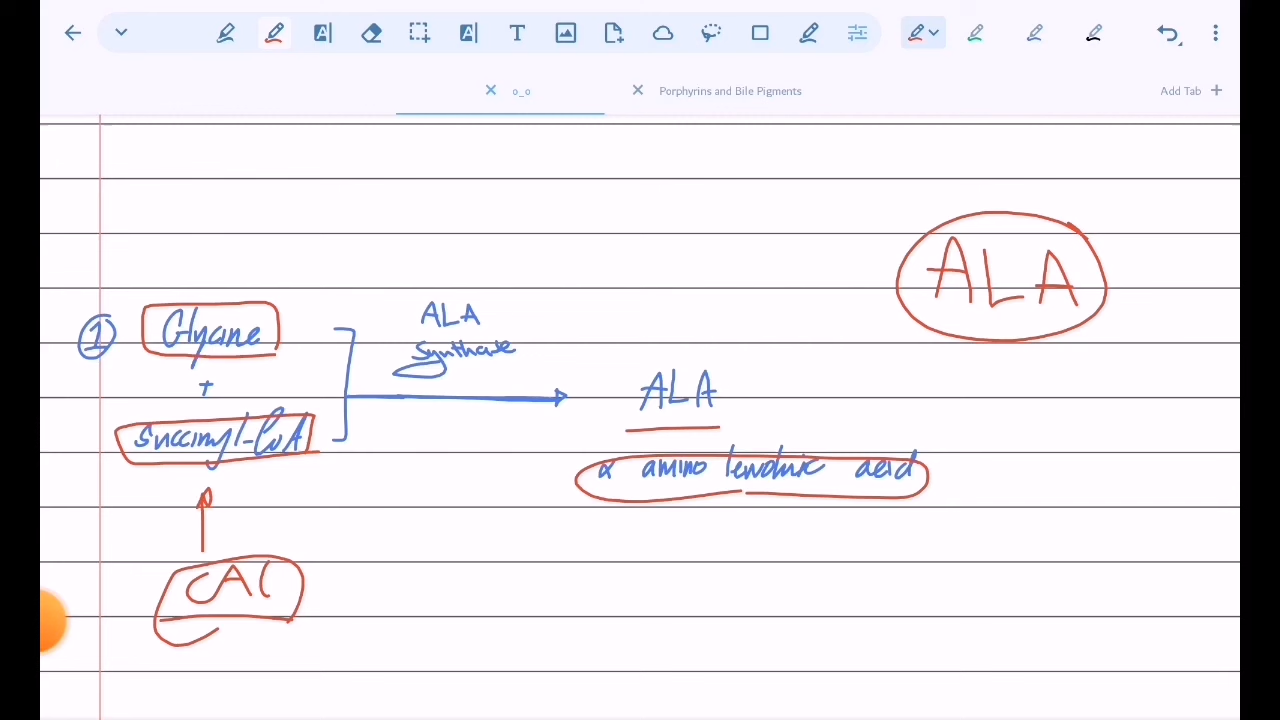 o_o
Porphyrins and Bile Pigments
Add Tab
T
A
A
ALA
① Glycine
+
Succinyl-CoA
ALA
Synthase
ALA
α amino levulinic acid
CAC